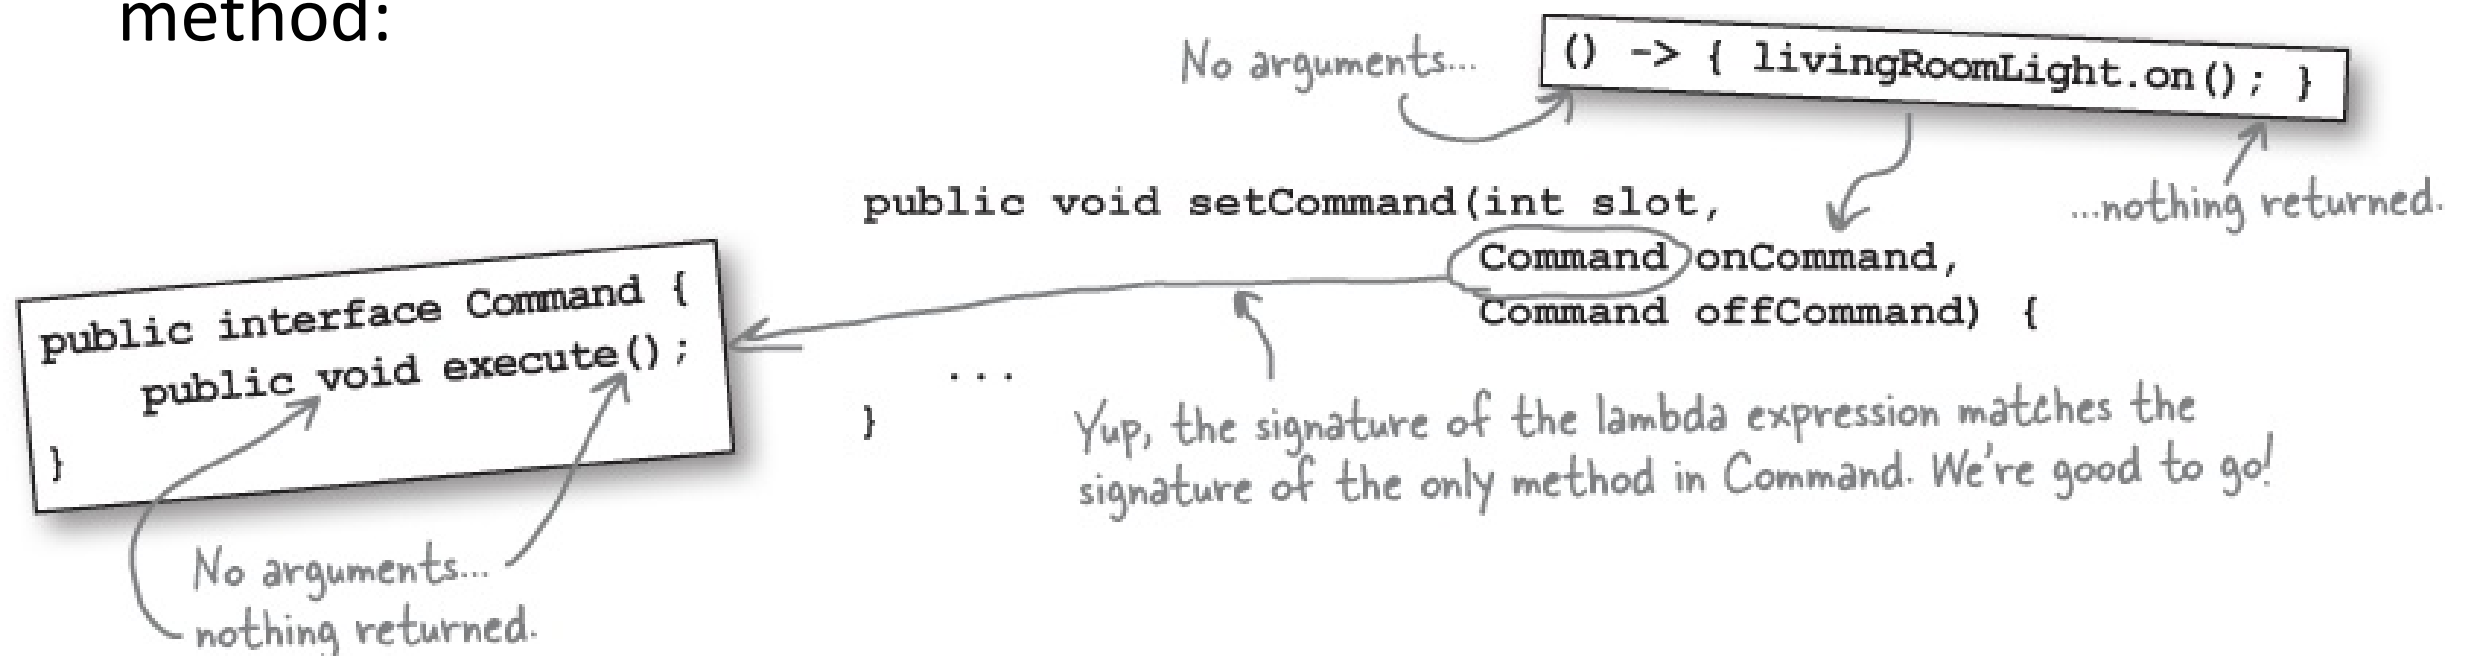 method:
No arguments...
() -> { livingRoomLight.on(); }
...nothing returned.
public void setCommand(int slot,
Command onCommand,
Command offCommand) {
...
}
public interface Command {
public void execute();
}
Yup, the signature of the lambda expression matches the
signature of the only method in Command. We're good to go!
No arguments...
nothing returned.